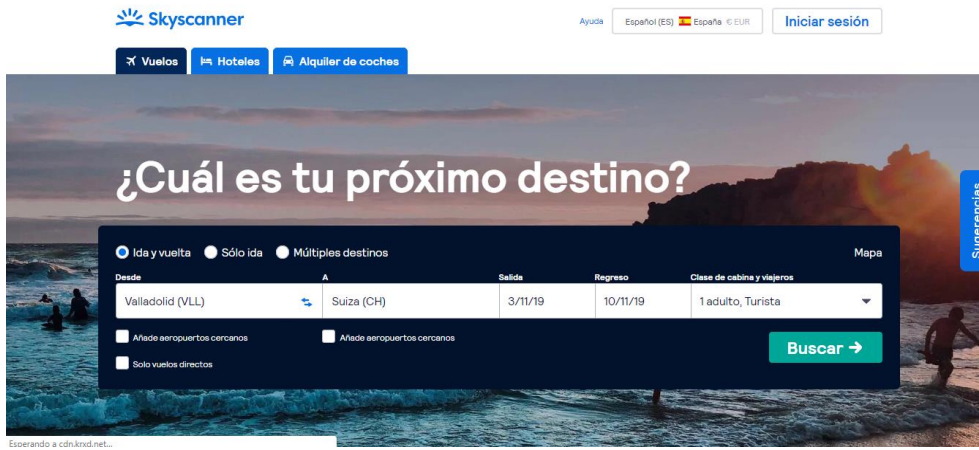 Skyscanner
Ayuda Español (ES) España € EUR Iniciar sesión
Vuelos Hoteles Alquiler de coches
¿Cuál es tu próximo destino?
Sugerencias
Ida y vuelta Sólo ida Múltiples destinos Mapa
Desde A Salida Regreso Clase de cabina y viajeros
Valladolid (VLL) Suiza (CH) 3/11/19 10/11/19 1 adulto, Turista
Añade aeropuertos cercanos Añade aeropuertos cercanos
Solo vuelos directos
Buscar
Esperando a cdn.krxd.net...